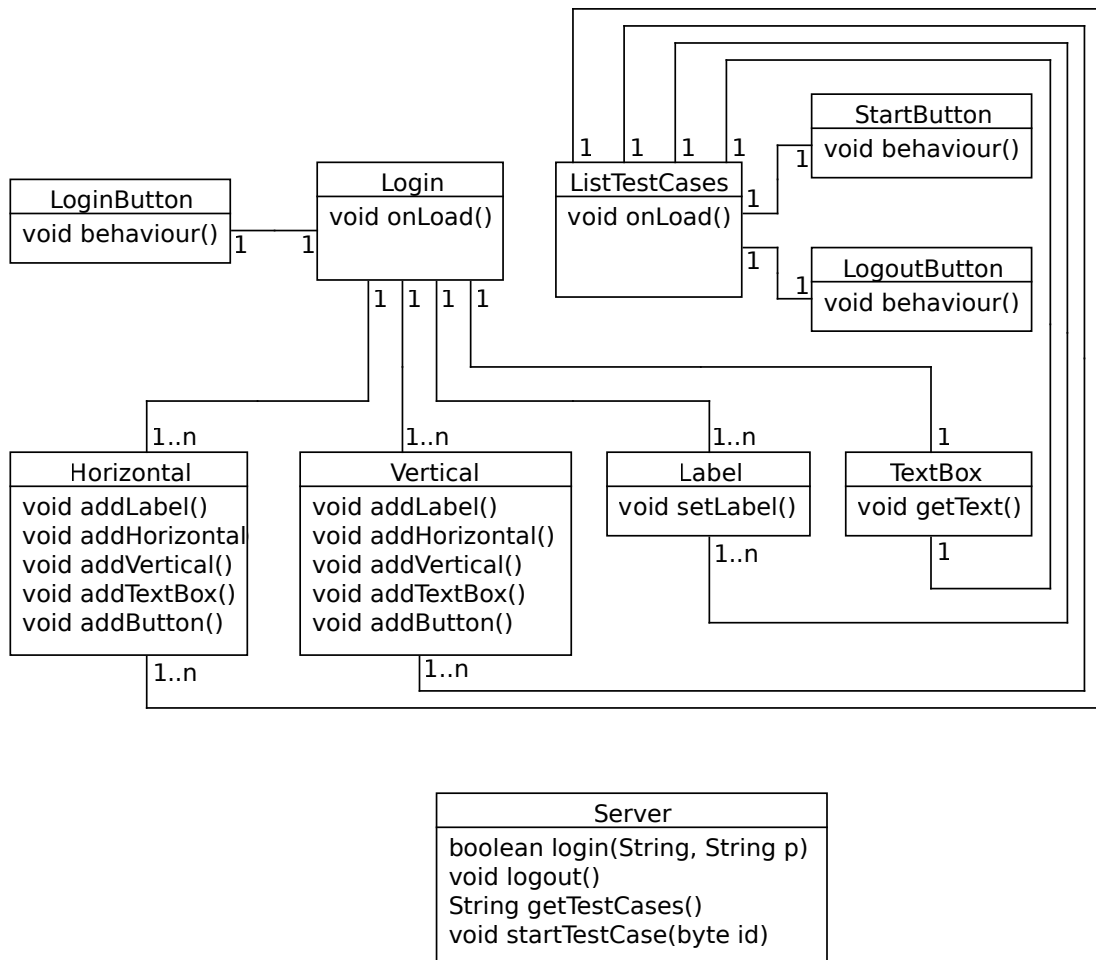 1 1 1 1
StartButton
void behaviour()
1
ListTestCases
void onLoad()
1
1
LogoutButton
void behaviour()
1
Login
void onLoad()
LoginButton
void behaviour()
1 1
1 1 1 1
1..n 1..n 1..n 1
Horizontal
void addLabel()
void addHorizontal
void addVertical()
void addTextBox()
void addButton()
1..n
Vertical
void addLabel()
void addHorizontal()
void addVertical()
void addTextBox()
void addButton()
1..n
Label
void setLabel()
1..n
TextBox
void getText()
1
Server
boolean login(String, String p)
void logout()
String getTestCases()
void startTestCase(byte id)